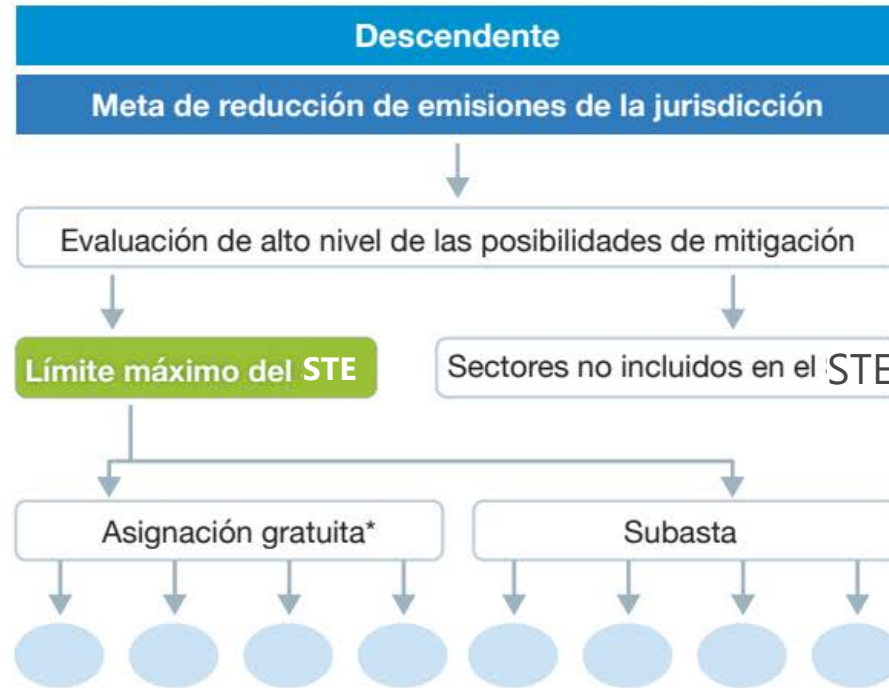 Descendente
Meta de reducción de emisiones de la jurisdicción
Evaluación de alto nivel de las posibilidades de mitigación
Límite máximo del STE
Sectores no incluidos en el STE
Asignación gratuita*
Subasta